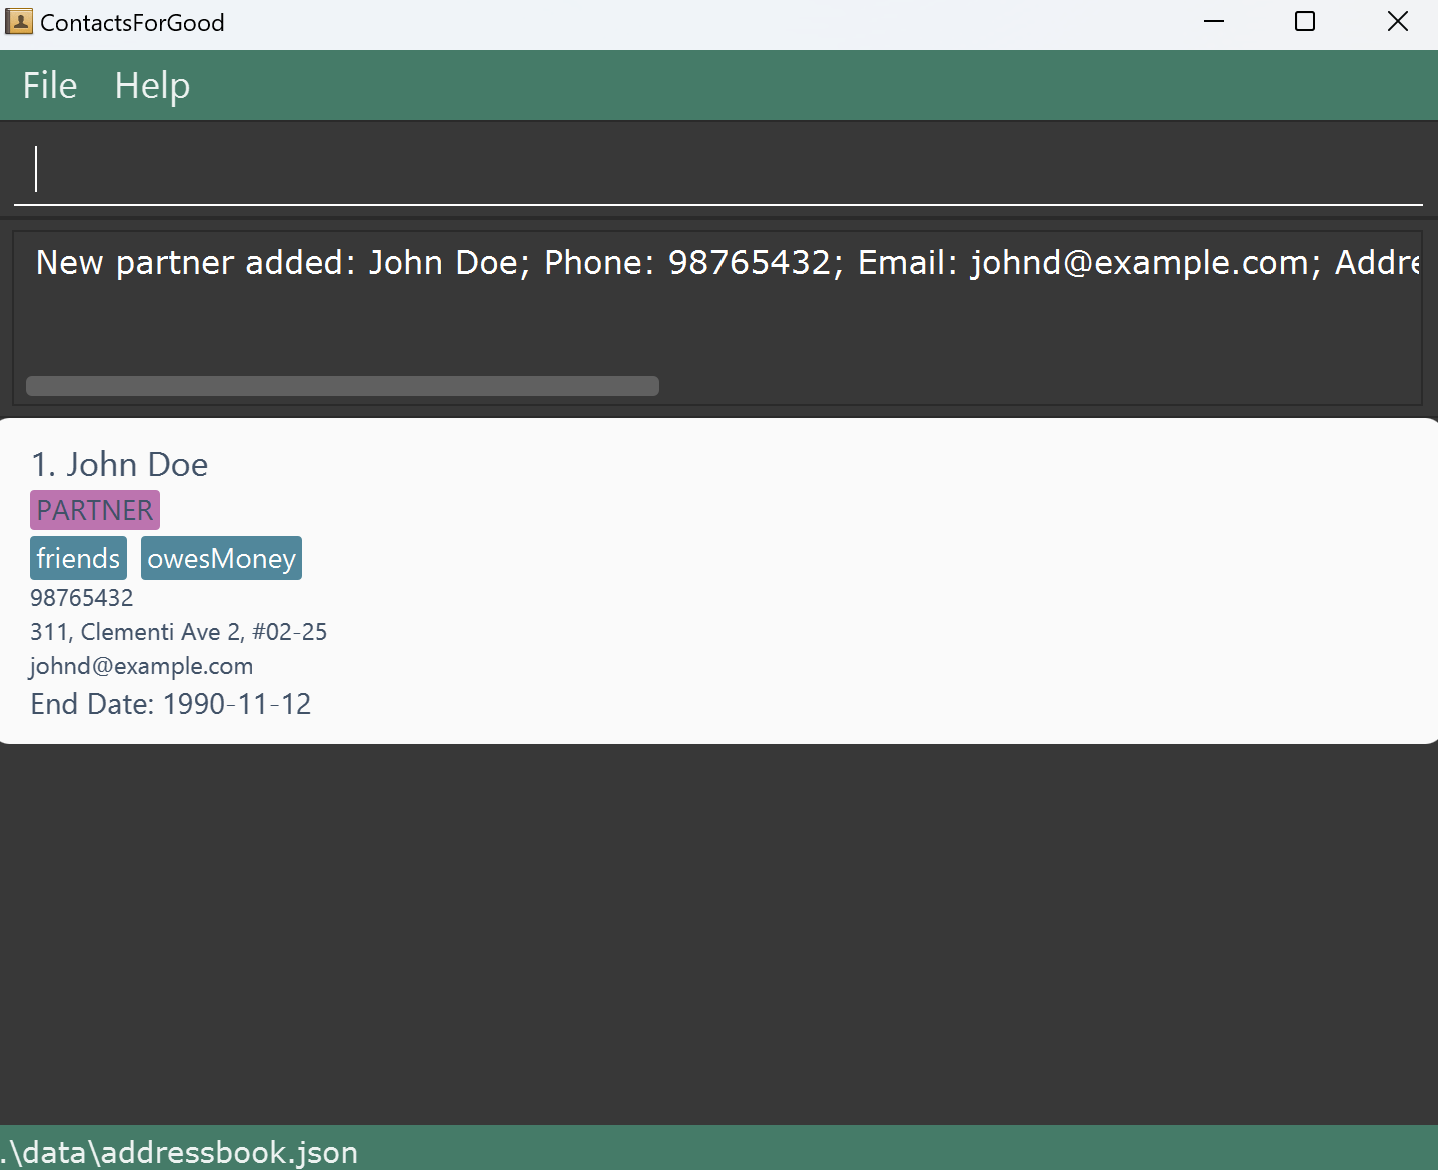 ContactsForGood
File Help
New partner added: John Doe; Phone: 98765432; Email: johnd@example.com; Addre
1. John Doe
PARTNER
friends owesMoney
98765432
311, Clementi Ave 2, #02-25
johnd@example.com
End Date: 1990-11-12
.\data\addressbook.json